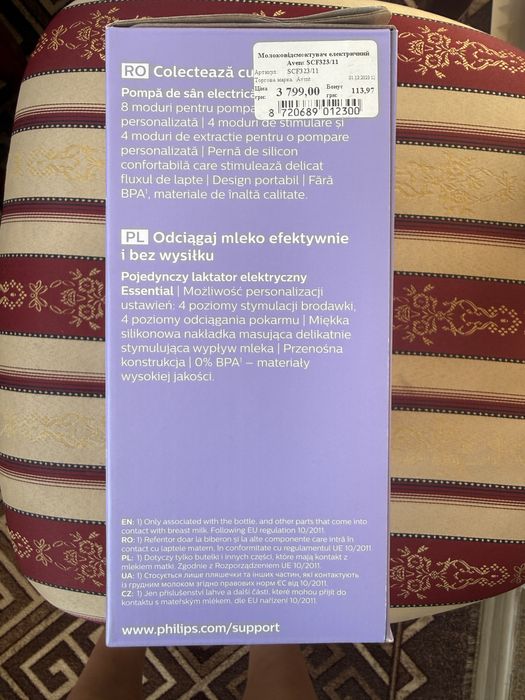 Молоковідсмоктувач електричний
Avent SCF323/11
Артикул: SCF323/11
Торгова марка: Avent
Ціна грн: 3 799,00 Бонус грн: 113,97
8 720689 012300
RO Colectează cu
Pompă de sân electrică
8 moduri pentru pompa
personalizată | 4 moduri de stimulare și
4 moduri de extractie pentru o pompare
personalizată | Pernă de silicon
confortabilă care stimulează delicat
fluxul de lapte | Design portabil | Fără
BPA¹, materiale de înaltă calitate.
PL Odciągaj mleko efektywnie
i bez wysiłku
Pojedynczy laktator elektryczny
Essential | Możliwość personalizacji
ustawień: 4 poziomy stymulacji brodawki,
4 poziomy odciągania pokarmu | Miękka
silikonowa nakładka masująca delikatnie
stymulująca wypływ mleka | Przenośna
konstrukcja | 0% BPA¹ – materiały
wysokiej jakości.
EN: 1) Only associated with the bottle, and other parts that come into
contact with breast milk. Following EU regulation 10/2011.
RO: 1) Referitor doar la biberon și la alte componente care intră în
contact cu laptele matern. în conformitate cu regulamentul UE 10/2011.
PL: 1) Dotyczy tylko butelki i innych części, które mają kontakt z
mlekiem matki. Zgodnie z Rozporządzeniem UE 10/2011.
UA: 1) Стосується лише пляшечки та інших частин, які контактують
із грудним молоком згідно правових норм ЄС від 10/2011.
CZ: 1) Jen příslušenství lahve a další části, které mohou přijít do
kontaktu s mateřským mlékem, dle EU nařízení 10/2011.
www.philips.com/support